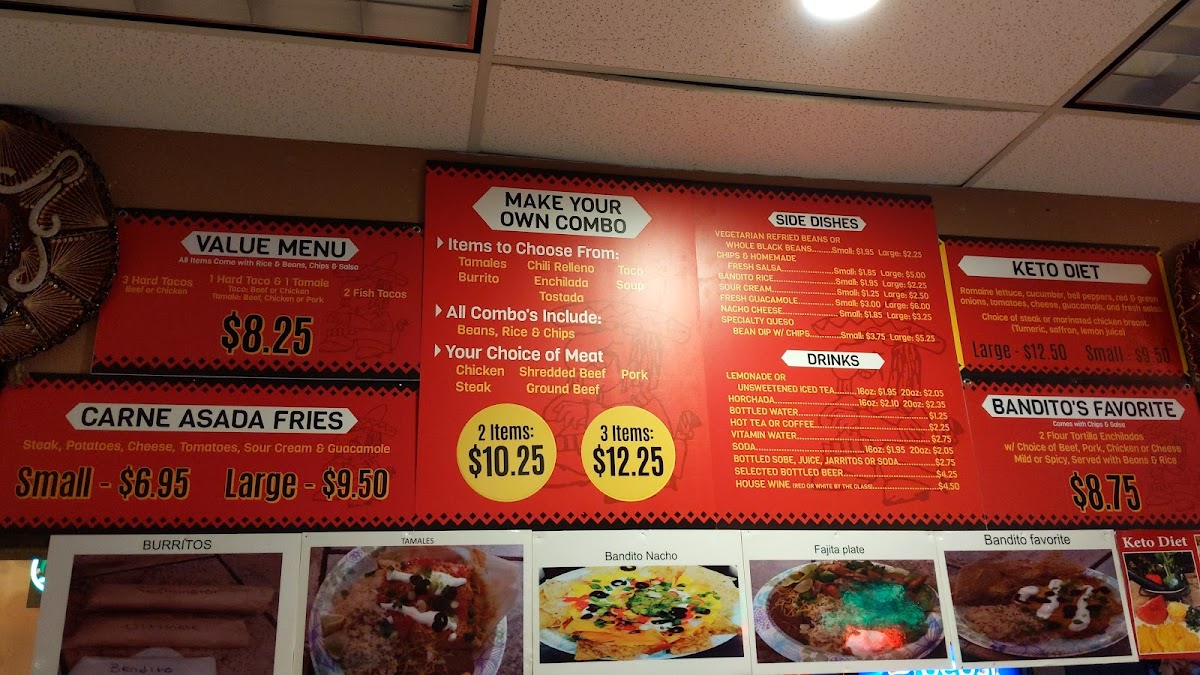 VALUE MENU
All Items Come with Rice & Beans, Chips & Salsa
3 Hard Tacos
Beef or Chicken
1 Hard Taco & 1 Tamale
Taco: Beef or Chicken
Tamale: Beef, Chicken or Pork
2 Fish Tacos
$8.25
CARNE ASADA FRIES
Steak, Potatoes, Cheese, Tomatoes, Sour Cream & Guacamole
Small - $6.95 Large - $9.50
MAKE YOUR
OWN COMBO
Items to Choose From:
Tamales Chili Relleno Taco
Burrito Enchilada Soup
Tostada
All Combo's Include:
Beans, Rice & Chips
Your Choice of Meat
Chicken Shredded Beef Pork
Steak Ground Beef
2 Items:
$10.25
3 Items:
$12.25
SIDE DISHES
VEGETARIAN REFRIED BEANS OR
WHOLE BLACK BEANS..........Small: $1.95 Large: $2.25
CHIPS & HOMEMADE
FRESH SALSA..........Small: $1.85 Large: $5.00
BANDITO RICE..........Small: $1.95 Large: $2.25
SOUR CREAM..........Small: $1.25 Large: $2.50
FRESH GUACAMOLE..........Small: $3.00 Large: $6.00
NACHO CHEESE..........Small: $1.85 Large: $3.25
SPECIALTY QUESO
BEAN DIP W/ CHIPS..........Small: $3.75 Large: $5.25
DRINKS
LEMONADE OR
UNSWEETENED ICED TEA..........16oz: $1.95 20oz: $2.05
HORCHADA..........16oz: $2.10 20oz: $2.35
BOTTLED WATER..........$1.25
HOT TEA OR COFFEE..........$2.25
VITAMIN WATER..........$2.75
SODA..........16oz: $1.95 20oz: $2.05
BOTTLED SOBE, JUICE, JARRITOS OR SODA..........$2.75
SELECTED BOTTLED BEER..........$4.25
HOUSE WINE (RED OR WHITE BY THE GLASS)..........$4.50
KETO DIET
Romaine lettuce, cucumber, bell peppers, red & green
onions, tomatoes, cheese, guacamole, and fresh salsa
Choice of steak or marinated chicken breast.
(Tumeric, saffron, lemon juice)
Large - $12.50 Small - $9.50
BANDITO'S FAVORITE
Comes with Chips & Salsa
2 Flour Tortilla Enchiladas
w/ Choice of Beef, Pork, Chicken or Cheese
Mild or Spicy, Served with Beans & Rice
$8.75
BURRÍTOS
TAMALES
Bandito Nacho
Fajita plate
Bandito favorite
Keto Diet
Bandito